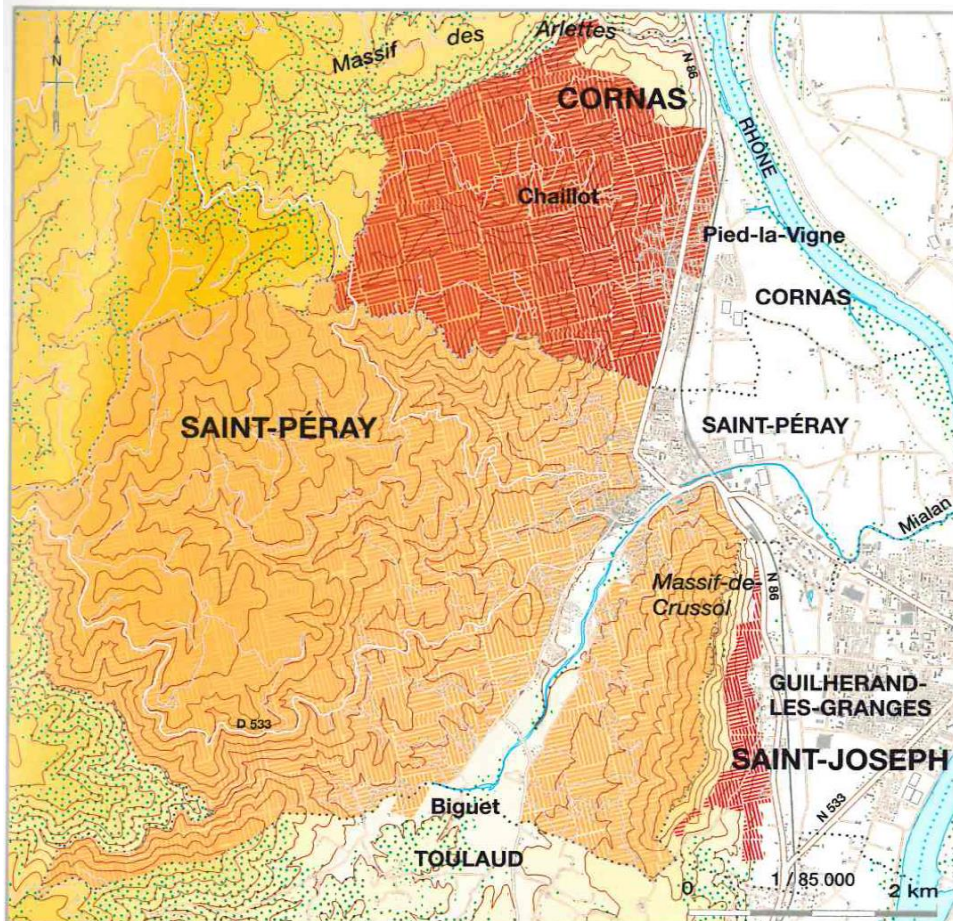 N
Massif des Arlettes
N 86
CORNAS
RHÔNE
Chaillot
Pied-la-Vigne
CORNAS
SAINT-PÉRAY
SAINT-PÉRAY
Mialan
Massif-de-
Crussol
N 86
GUILHERAND-
LES-GRANGES
D 533
SAINT-JOSEPH
N 533
Biguet
TOULAUD
1 / 85 000
0 2 km